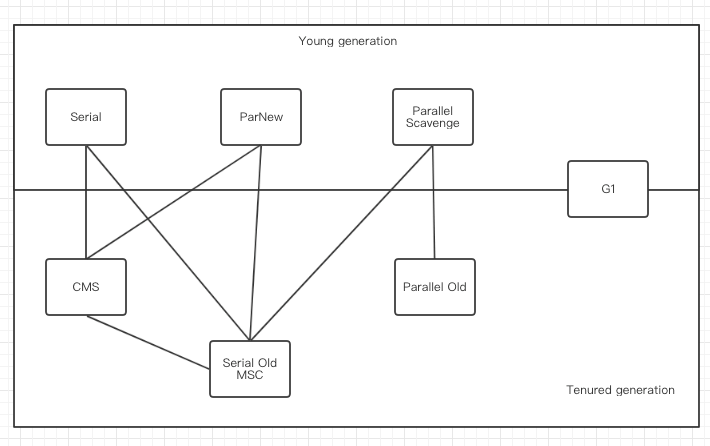 Young generation
Serial
ParNew
Parallel
Scavenge
G1
CMS
Parallel Old
Serial Old
MSC
Tenured generation